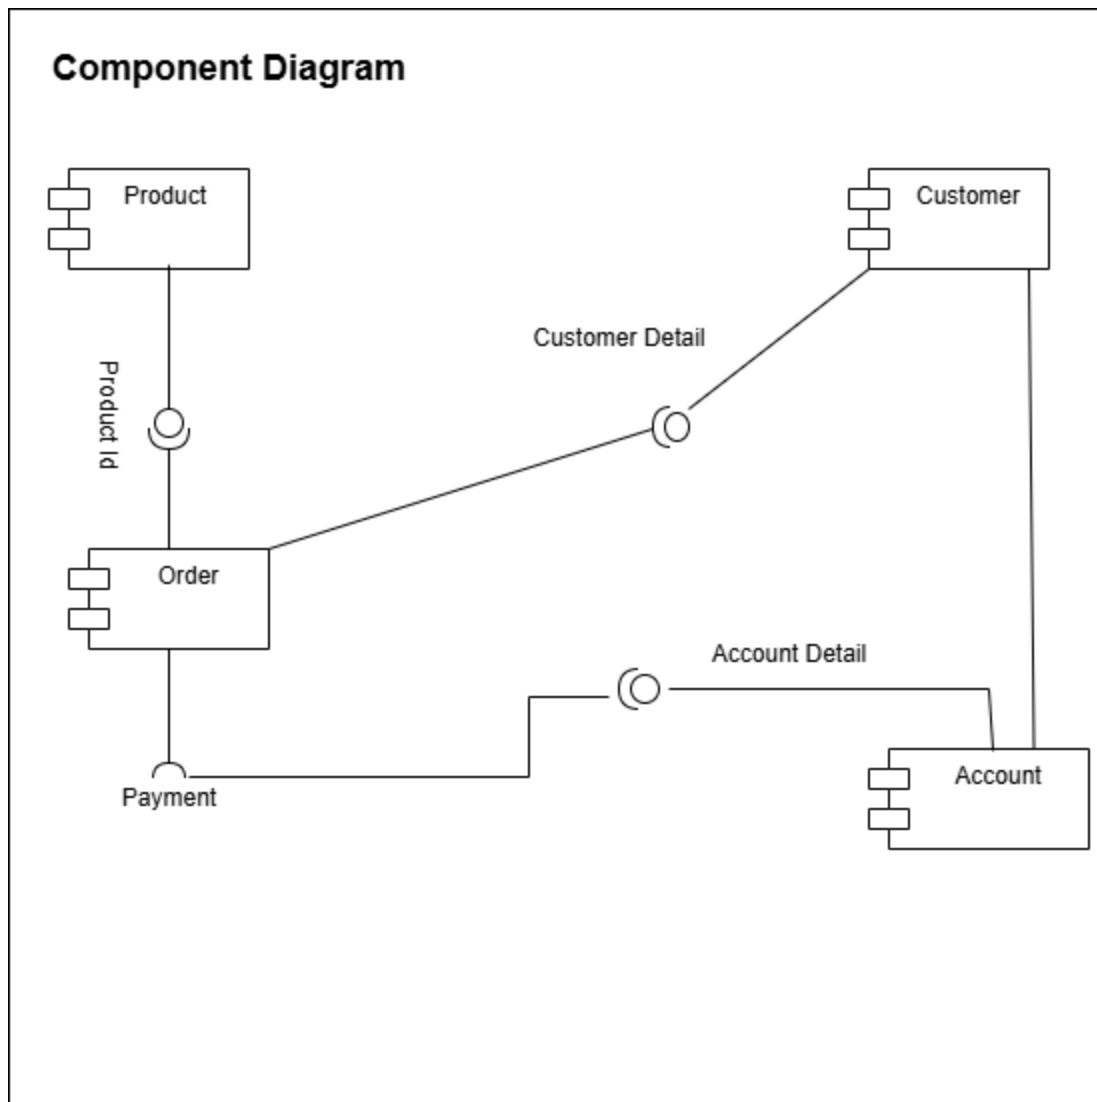 Component Diagram
Product
Customer
Customer Detail
Product Id
Order
Account Detail
Account
Payment